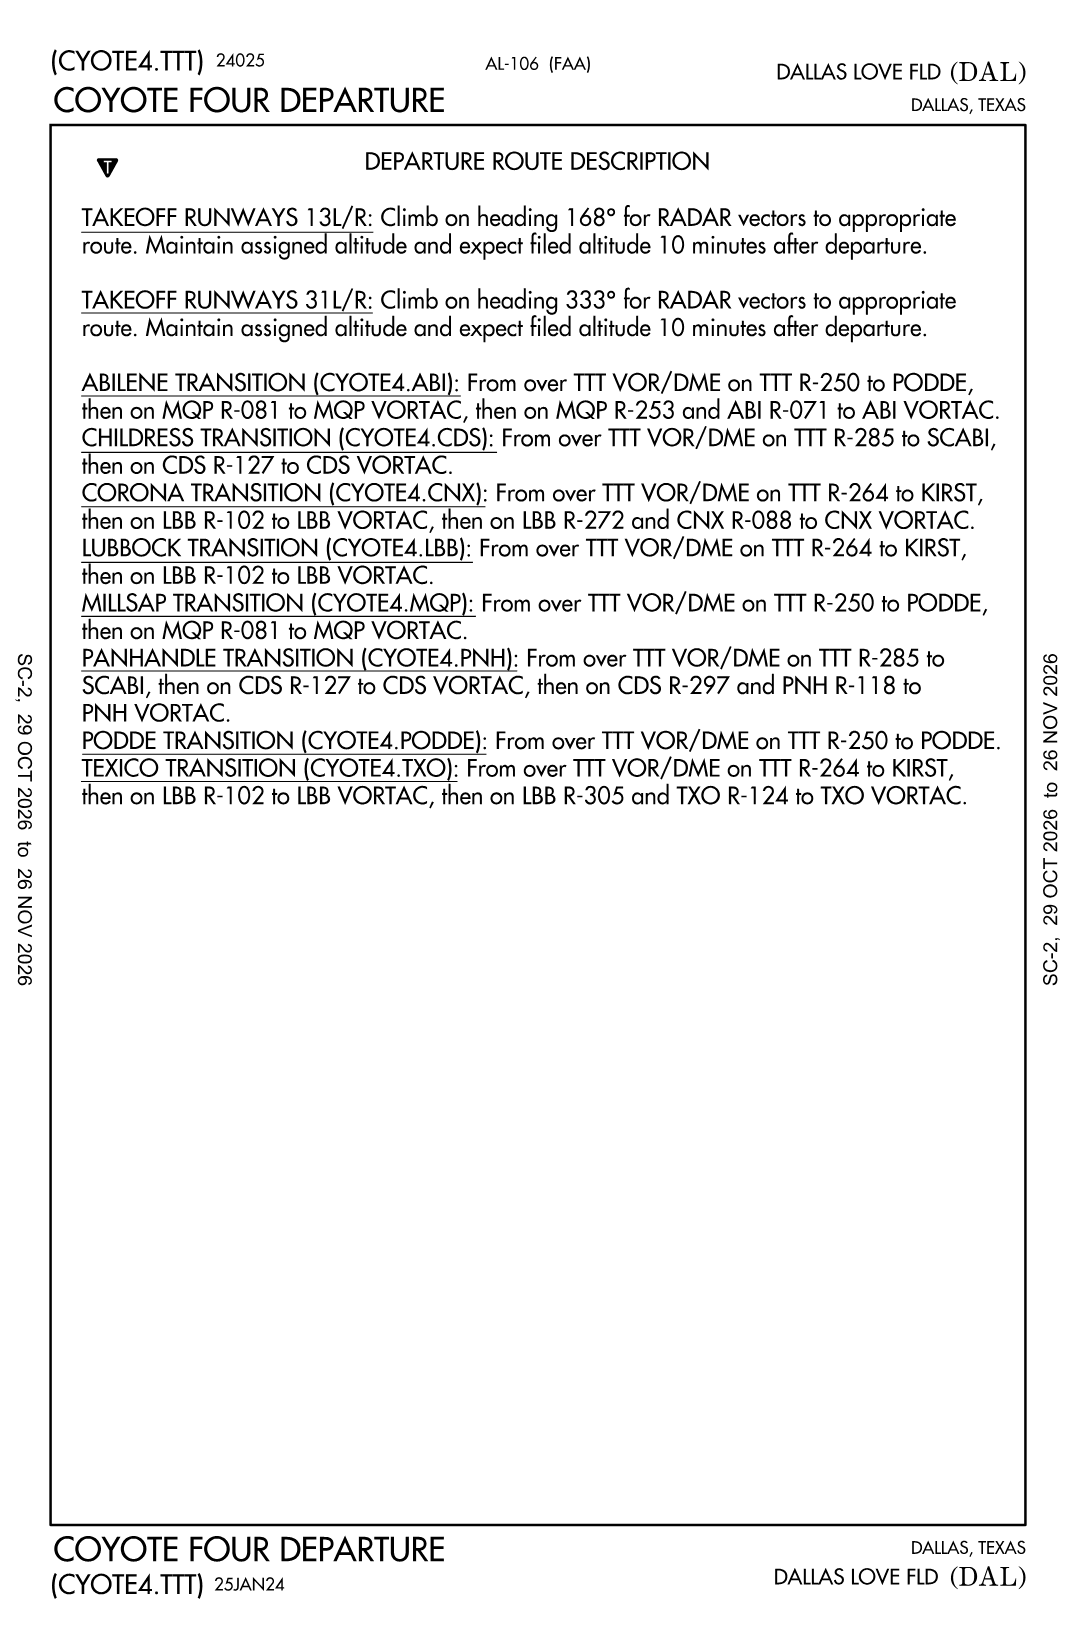 (CYOTE4.TTT) 24025
AL-106 (FAA)
DALLAS LOVE FLD (DAL)
COYOTE FOUR DEPARTURE
DALLAS, TEXAS
T
DEPARTURE ROUTE DESCRIPTION
TAKEOFF RUNWAYS 13L/R: Climb on heading 168° for RADAR vectors to appropriate
route. Maintain assigned altitude and expect filed altitude 10 minutes after departure.
TAKEOFF RUNWAYS 31L/R: Climb on heading 333° for RADAR vectors to appropriate
route. Maintain assigned altitude and expect filed altitude 10 minutes after departure.
ABILENE TRANSITION (CYOTE4.ABI): From over TTT VOR/DME on TTT R-250 to PODDE,
then on MQP R-081 to MQP VORTAC, then on MQP R-253 and ABI R-071 to ABI VORTAC.
CHILDRESS TRANSITION (CYOTE4.CDS): From over TTT VOR/DME on TTT R-285 to SCABI,
then on CDS R-127 to CDS VORTAC.
CORONA TRANSITION (CYOTE4.CNX): From over TTT VOR/DME on TTT R-264 to KIRST,
then on LBB R-102 to LBB VORTAC, then on LBB R-272 and CNX R-088 to CNX VORTAC.
LUBBOCK TRANSITION (CYOTE4.LBB): From over TTT VOR/DME on TTT R-264 to KIRST,
then on LBB R-102 to LBB VORTAC.
MILLSAP TRANSITION (CYOTE4.MQP): From over TTT VOR/DME on TTT R-250 to PODDE,
then on MQP R-081 to MQP VORTAC.
PANHANDLE TRANSITION (CYOTE4.PNH): From over TTT VOR/DME on TTT R-285 to
SCABI, then on CDS R-127 to CDS VORTAC, then on CDS R-297 and PNH R-118 to
PNH VORTAC.
PODDE TRANSITION (CYOTE4.PODDE): From over TTT VOR/DME on TTT R-250 to PODDE.
TEXICO TRANSITION (CYOTE4.TXO): From over TTT VOR/DME on TTT R-264 to KIRST,
then on LBB R-102 to LBB VORTAC, then on LBB R-305 and TXO R-124 to TXO VORTAC.
SC-2, 29 OCT 2026 to 26 NOV 2026
SC-2, 29 OCT 2026 to 26 NOV 2026
COYOTE FOUR DEPARTURE
DALLAS, TEXAS
(CYOTE4.TTT) 25JAN24
DALLAS LOVE FLD (DAL)